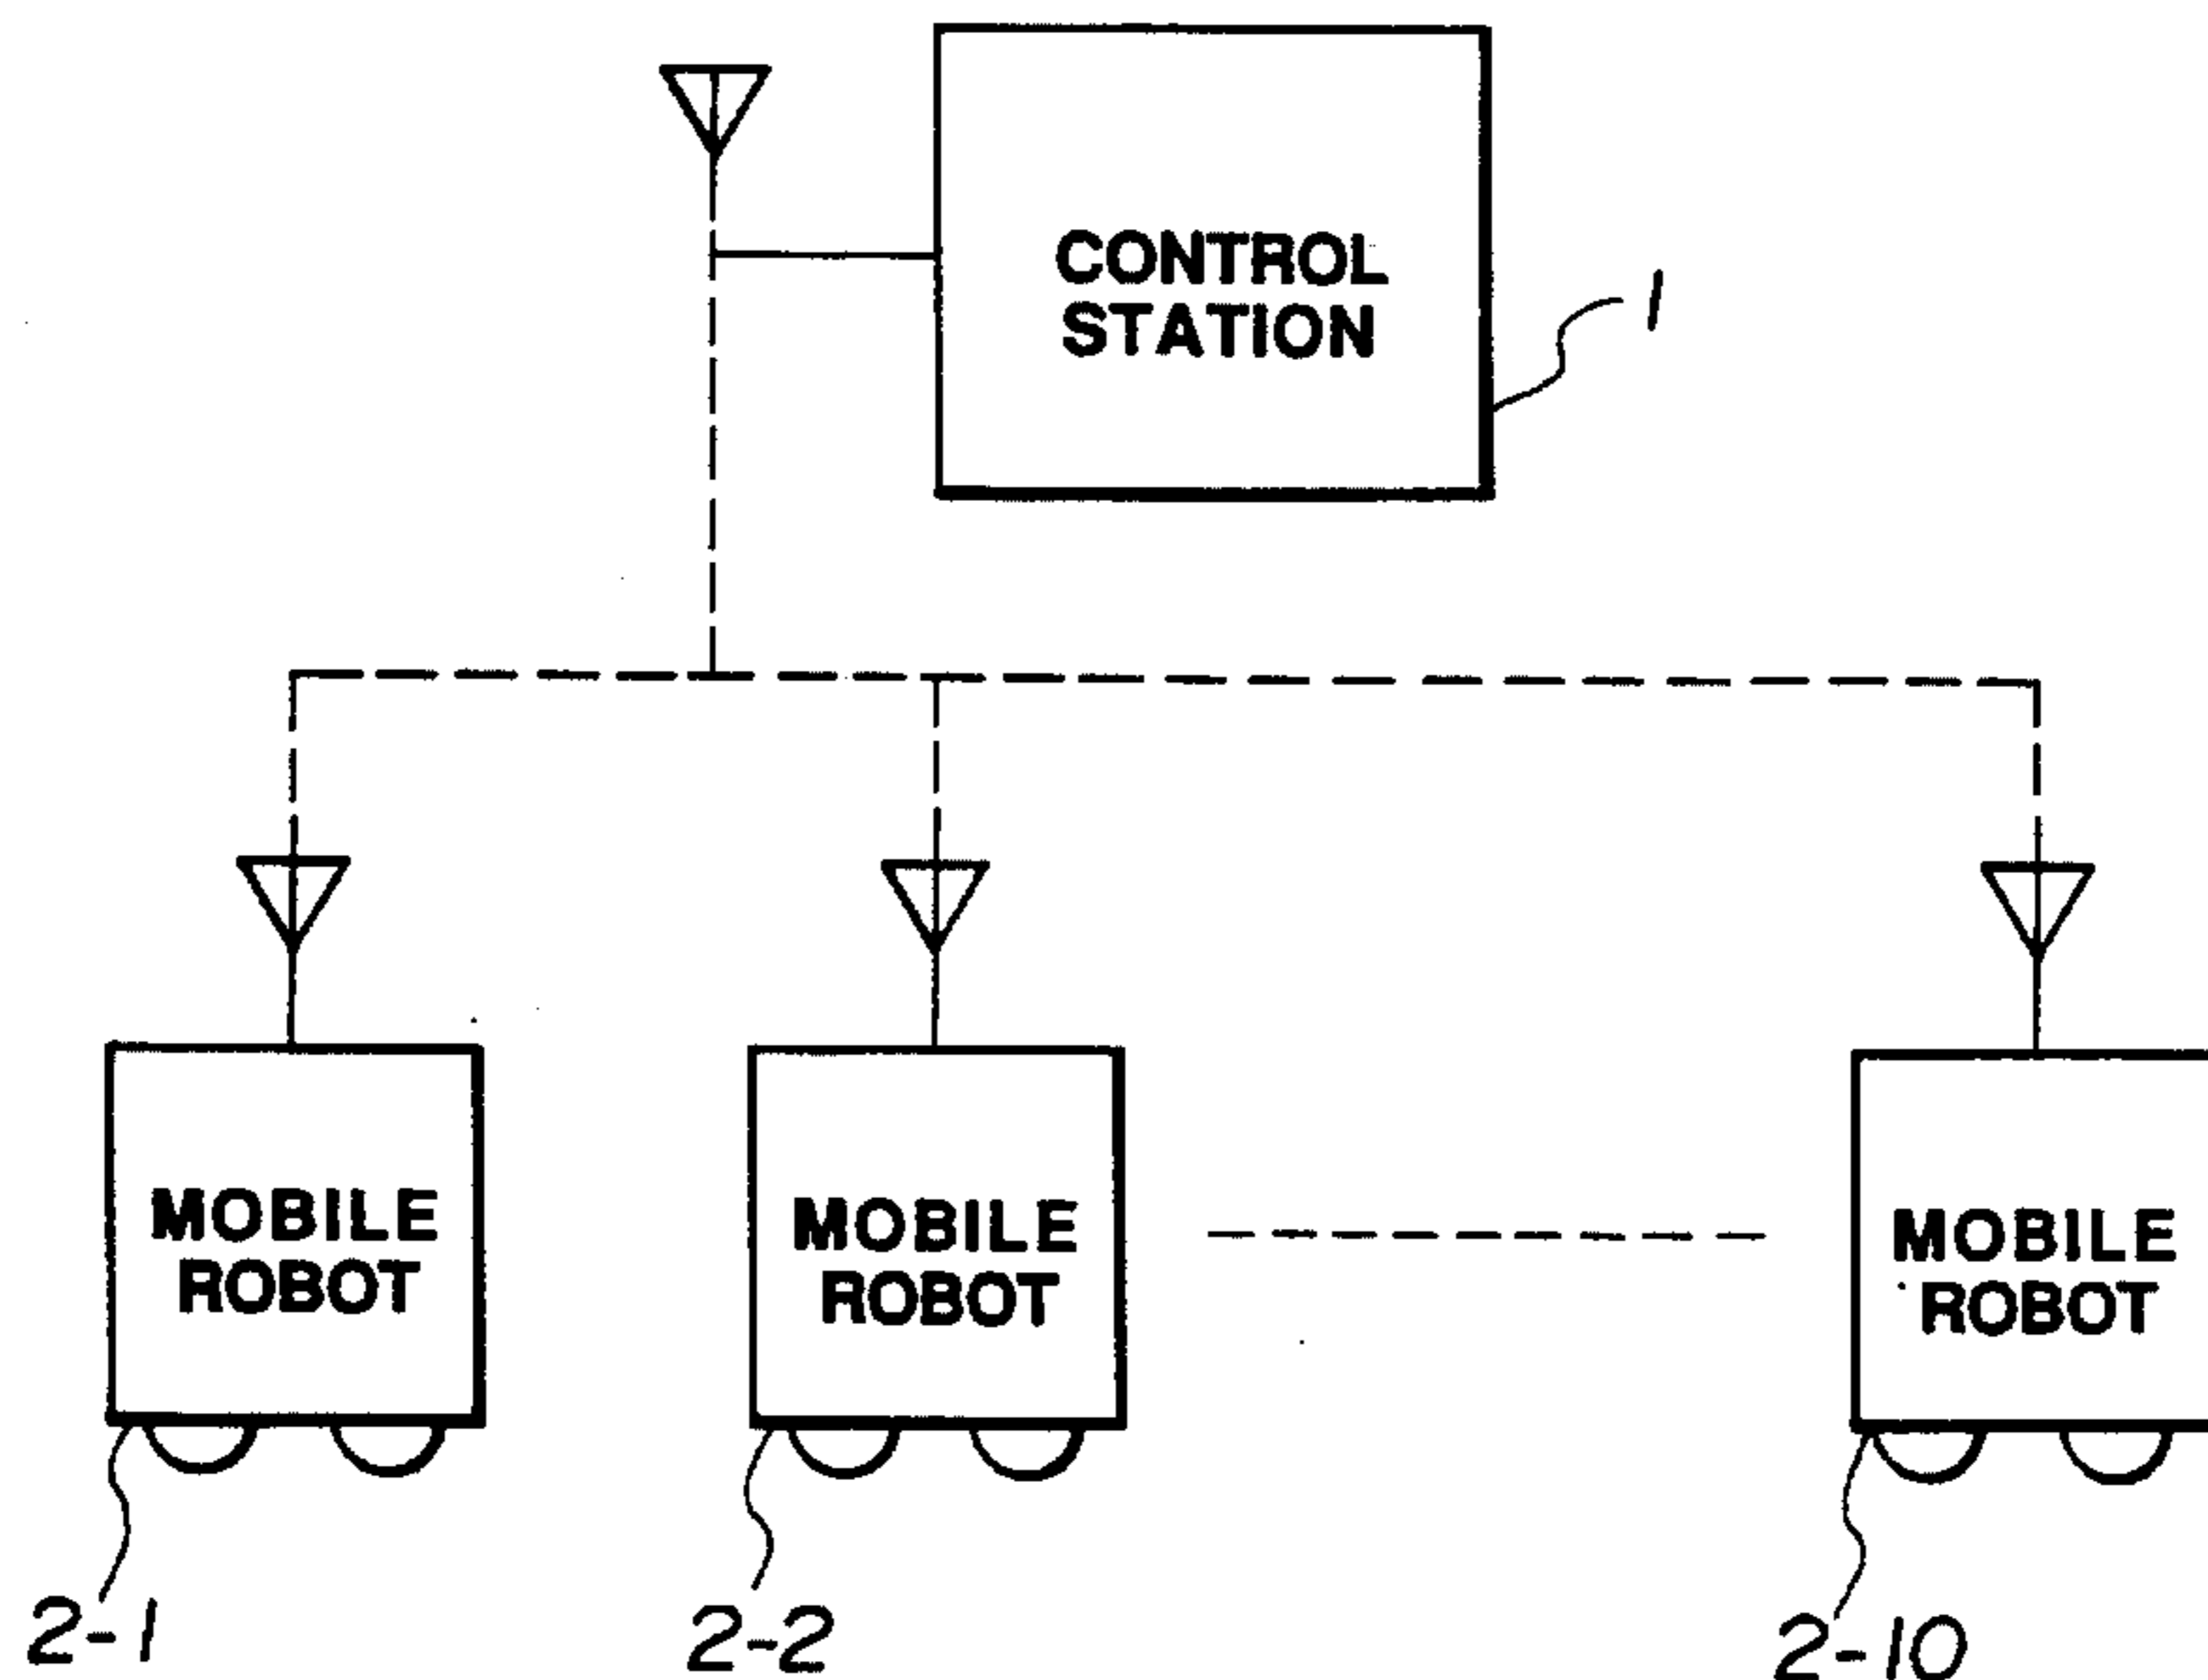 CONTROL
STATION
1
MOBILE
ROBOT
MOBILE
ROBOT
MOBILE
ROBOT
2-1
2-2
2-10